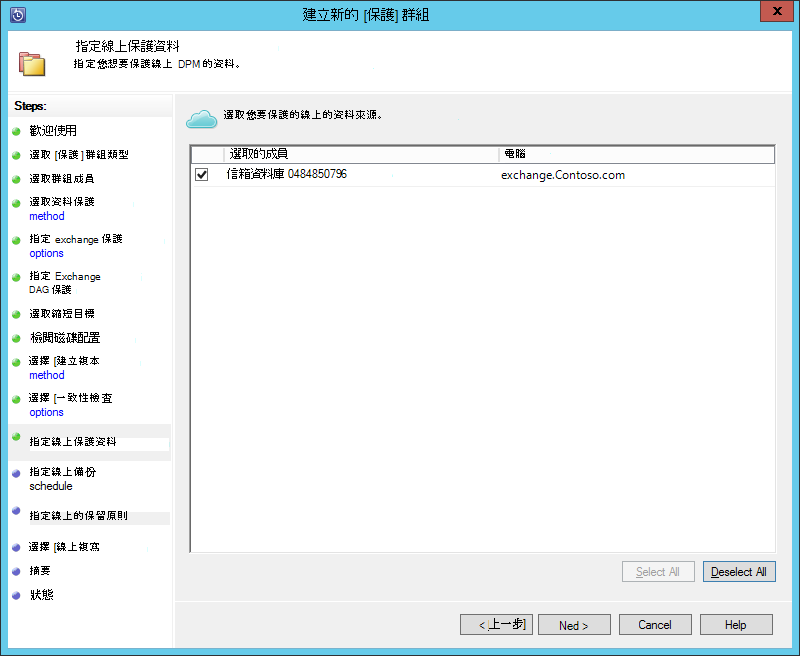 建立新的 [保護] 群組
x
指定線上保護資料
指定您想要保護線上 DPM 的資料。
Steps:
歡迎使用
選取 [保護] 群組類型
選取群組成員
選取資料保護
method
指定 exchange 保護
options
指定 Exchange
DAG 保護
選取縮短目標
檢閱磁碟配置
選擇 [建立複本
method
選擇 [一致性檢查
options
指定線上保護資料
指定線上備份
schedule
指定線上的保留原則
選擇 [線上複寫
摘要
狀態
選取您要保護的線上的資料來源。
選取的成員 電腦
信箱資料庫 0484850796 exchange.Contoso.com
Select All Deselect All
< [上一步] Ned > Cancel Help